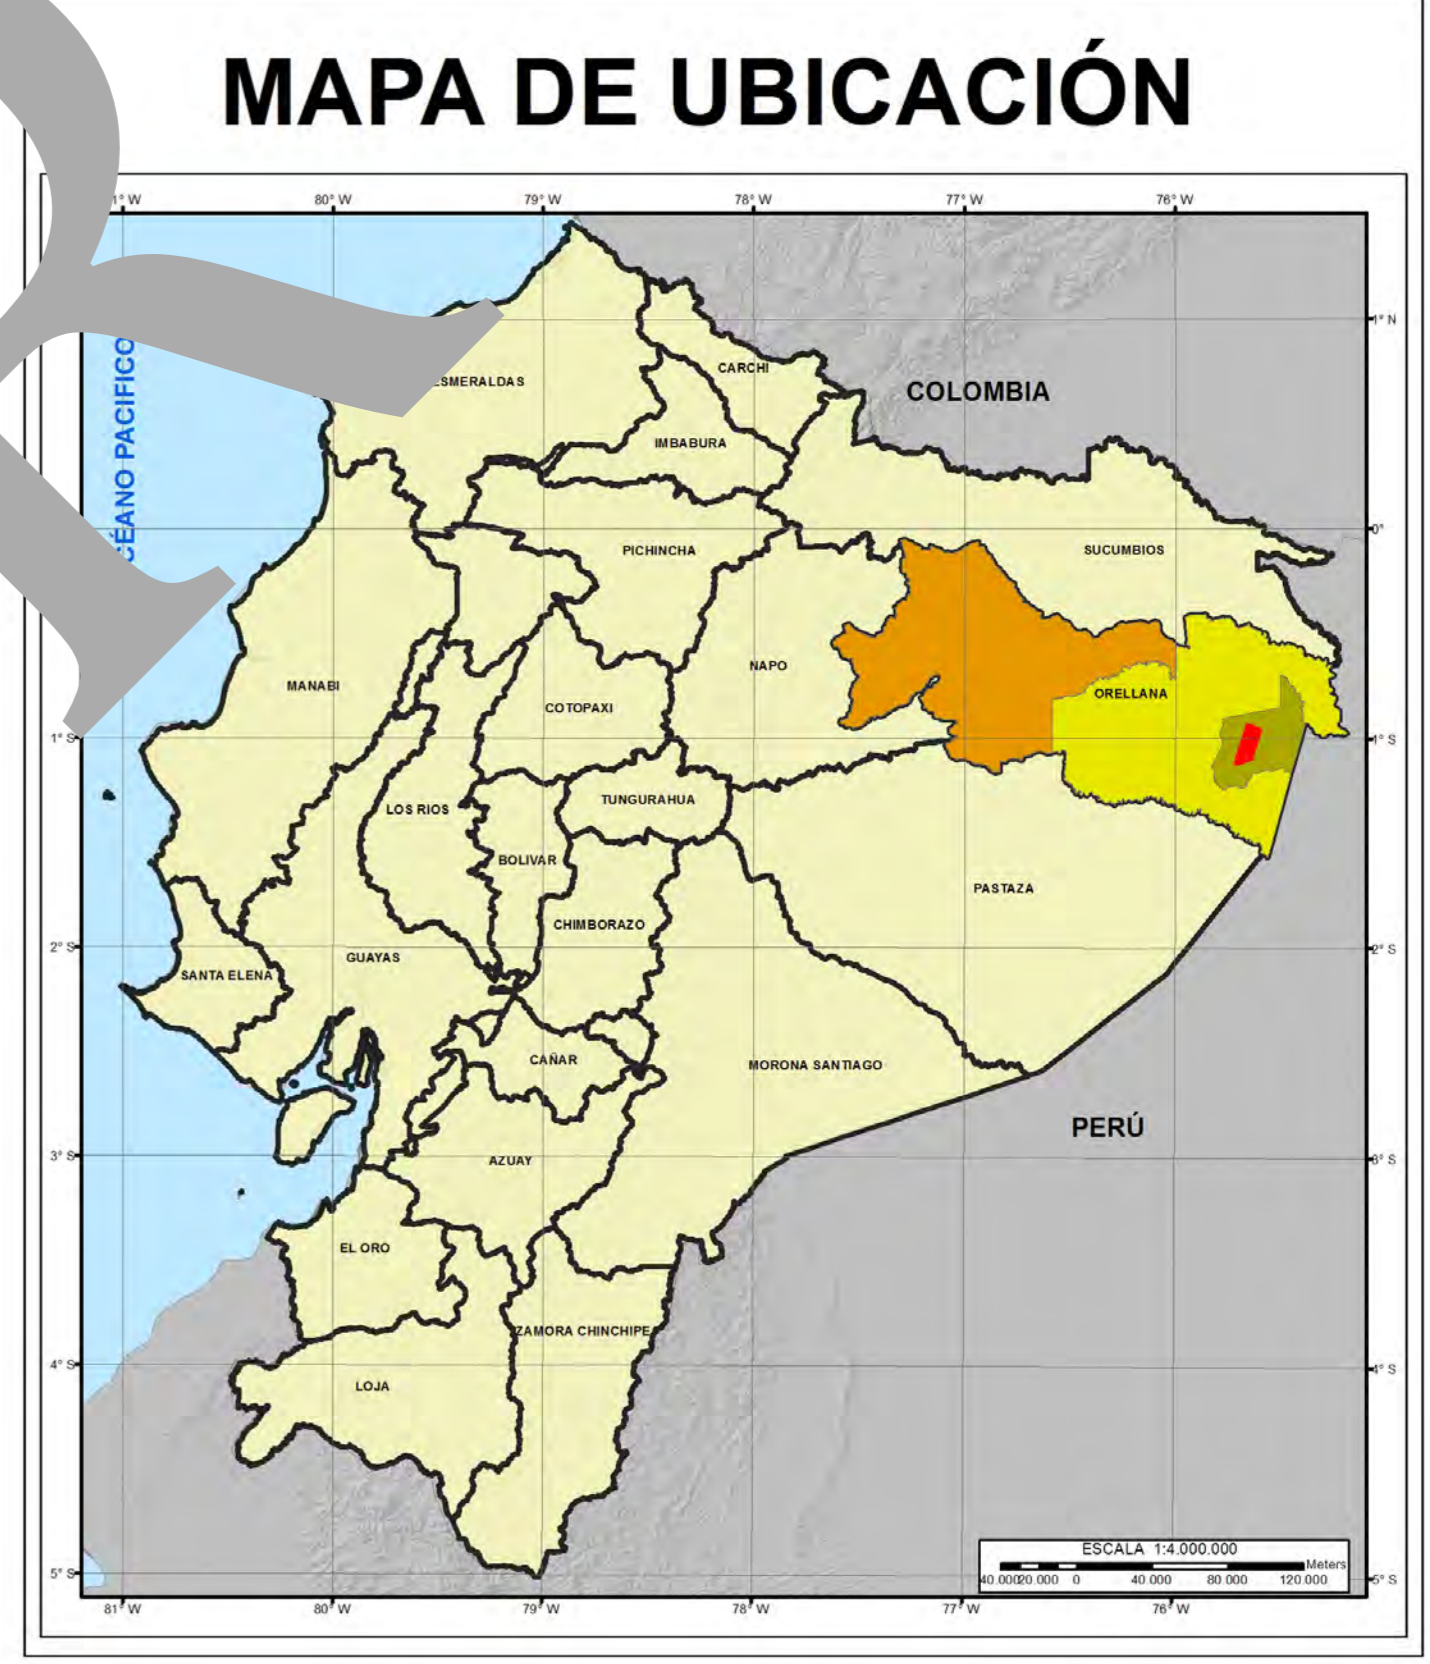 MAPA DE UBICACIÓN
1° W 80° W 79° W 78° W 77° W 76° W
1° N
OCÉANO PACIFICO
ESMERALDAS
CARCHI
COLOMBIA
IMBABURA
0°
PICHINCHA
SUCUMBIOS
NAPO
MANABI
ORELLANA
COTOPAXI
1° S 1° S
TUNGURAHUA
LOS RIOS
BOLIVAR
PASTAZA
CHIMBORAZO
2° S 2° S
GUAYAS
SANTA ELENA
CAÑAR
MORONA SANTIAGO
PERÚ
3° S 3° S
AZUAY
EL ORO
ZAMORA CHINCHIPE
4° S 4° S
LOJA
ESCALA 1:4.000.000
Meters
40.000 20.000 0 40.000 80.000 120.000
5° S 5° S
81° W 80° W 79° W 78° W 77° W 76° W